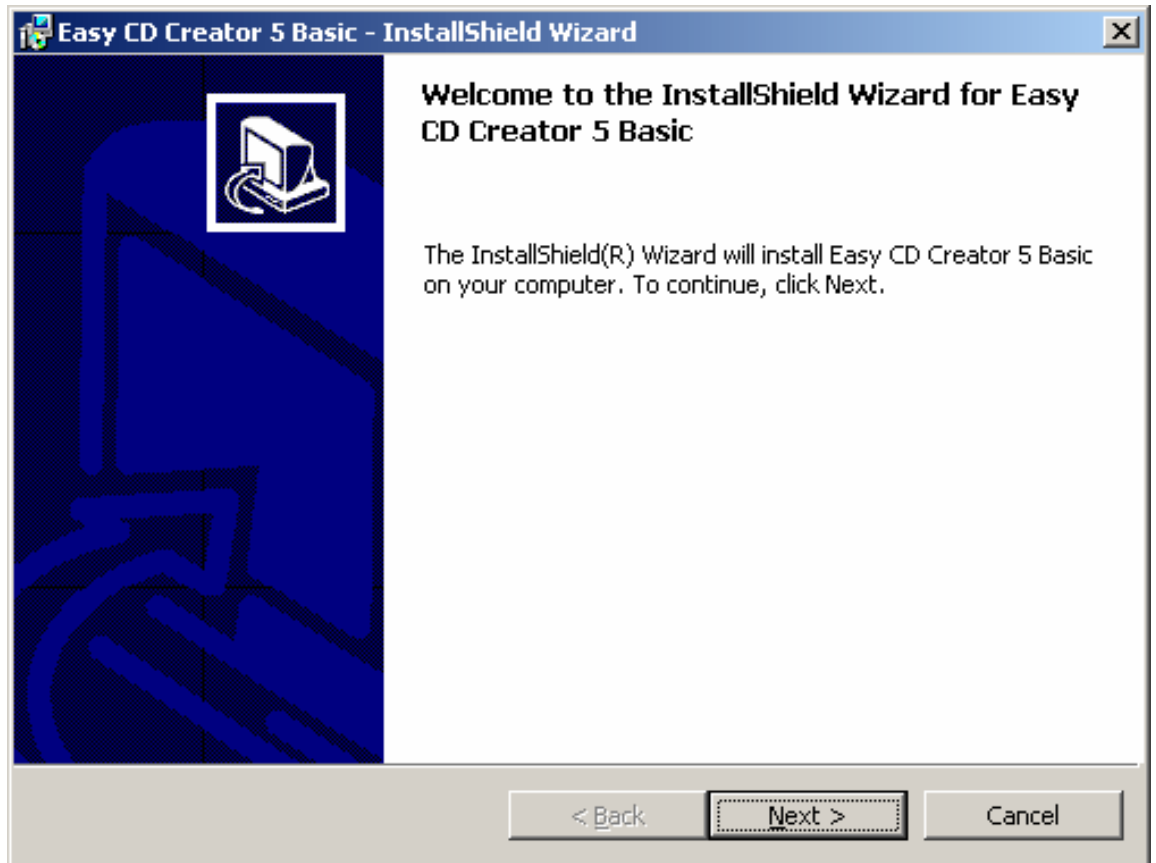 Easy CD Creator 5 Basic - InstallShield Wizard
Welcome to the InstallShield Wizard for Easy
CD Creator 5 Basic
The InstallShield(R) Wizard will install Easy CD Creator 5 Basic
on your computer. To continue, click Next.
< Back
Next >
Cancel